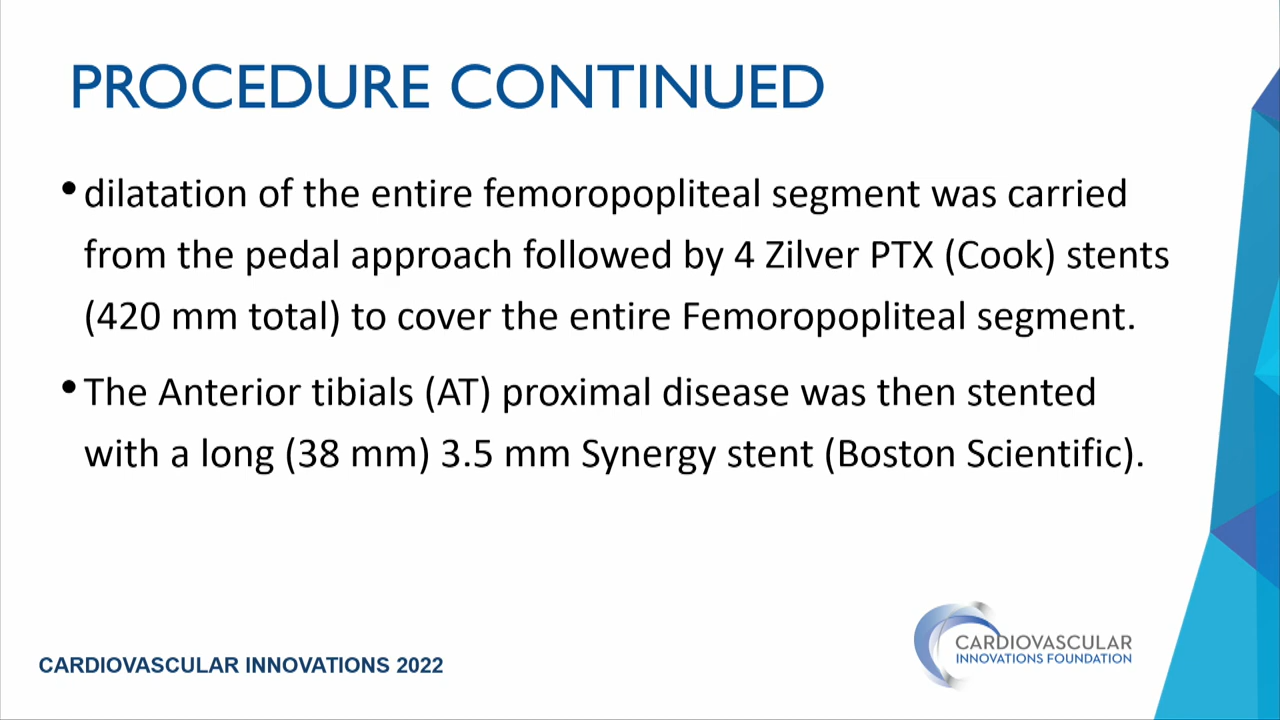 PROCEDURE CONTINUED
• dilatation of the entire femoropopliteal segment was carried
from the pedal approach followed by 4 Zilver PTX (Cook) stents
(420 mm total) to cover the entire Femoropopliteal segment.
• The Anterior tibials (AT) proximal disease was then stented
with a long (38 mm) 3.5 mm Synergy stent (Boston Scientific).
CARDIOVASCULAR
INNOVATIONS FOUNDATION
CARDIOVASCULAR INNOVATIONS 2022